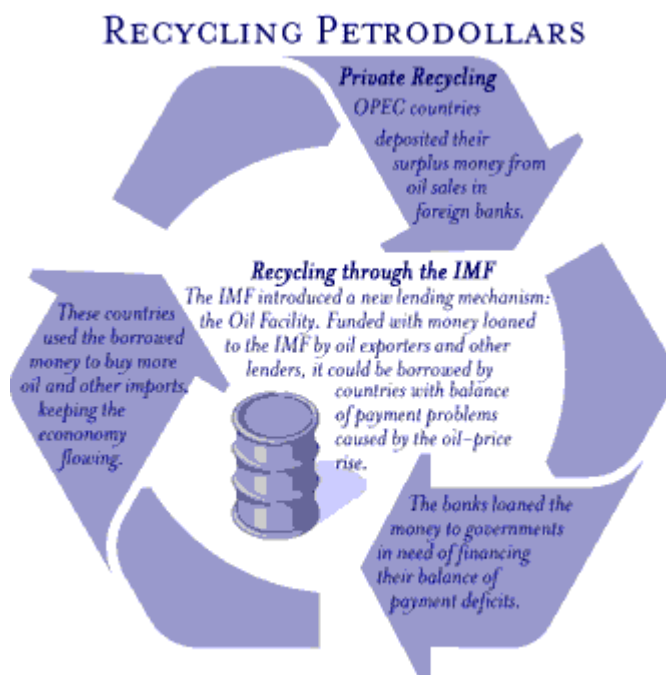 RECYCLING PETRODOLLARS
Private Recycling
OPEC countries
deposited their
surplus money from
oil sales in
foreign banks.
Recycling through the IMF
The IMF introduced a new lending mechanism:
the Oil Facility. Funded with money loaned
to the IMF by oil exporters and other
lenders, it could be borrowed by
countries with balance
of payment problems
caused by the oil-price
rise.
The banks loaned the
money to governments
in need of financing
their balance of
payment deficits.
These countries
used the borrowed
money to buy more
oil and other imports,
keeping the
econonomy
flowing.